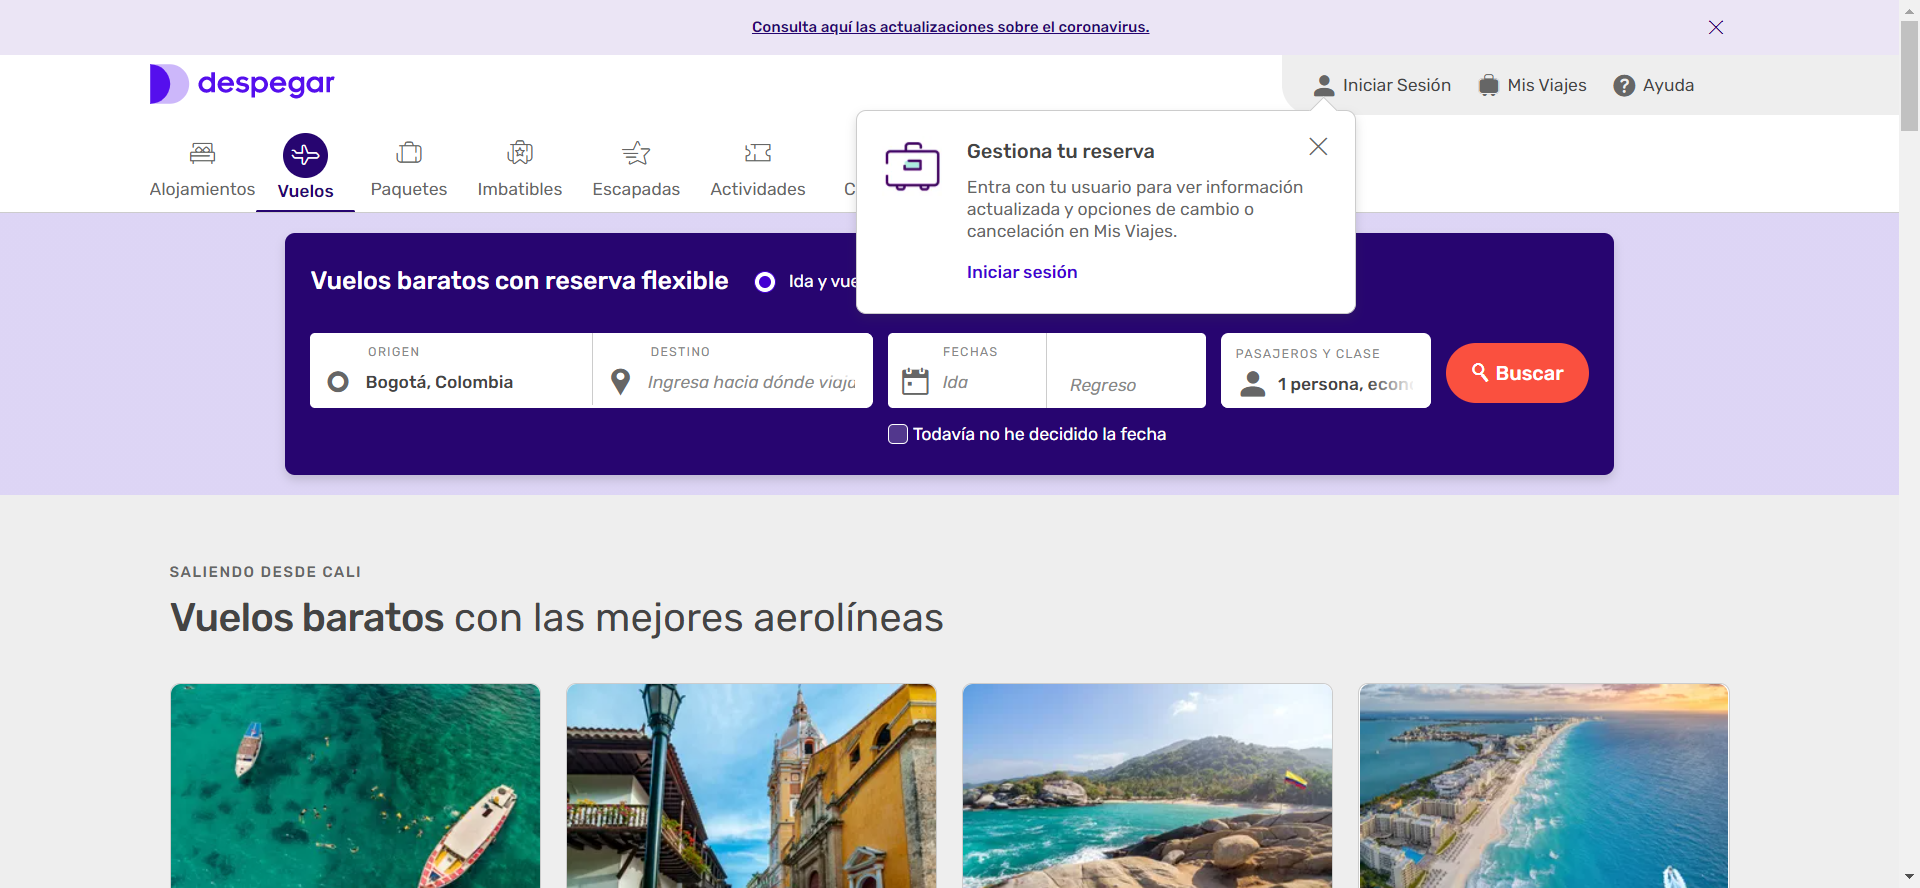 Consulta aquí las actualizaciones sobre el coronavirus.
despegar
Iniciar Sesión
Mis Viajes
Ayuda
Alojamientos
Vuelos
Paquetes
Imbatibles
Escapadas
Actividades
Gestiona tu reserva
Entra con tu usuario para ver información
actualizada y opciones de cambio o
cancelación en Mis Viajes.
Iniciar sesión
Vuelos baratos con reserva flexible
Ida y vue
ORIGEN
Bogotá, Colombia
DESTINO
Ingresa hacia dónde viaja
FECHAS
Ida
Regreso
PASAJEROS Y CLASE
1 persona, econ
Buscar
Todavía no he decidido la fecha
SALIENDO DESDE CALI
Vuelos baratos con las mejores aerolíneas